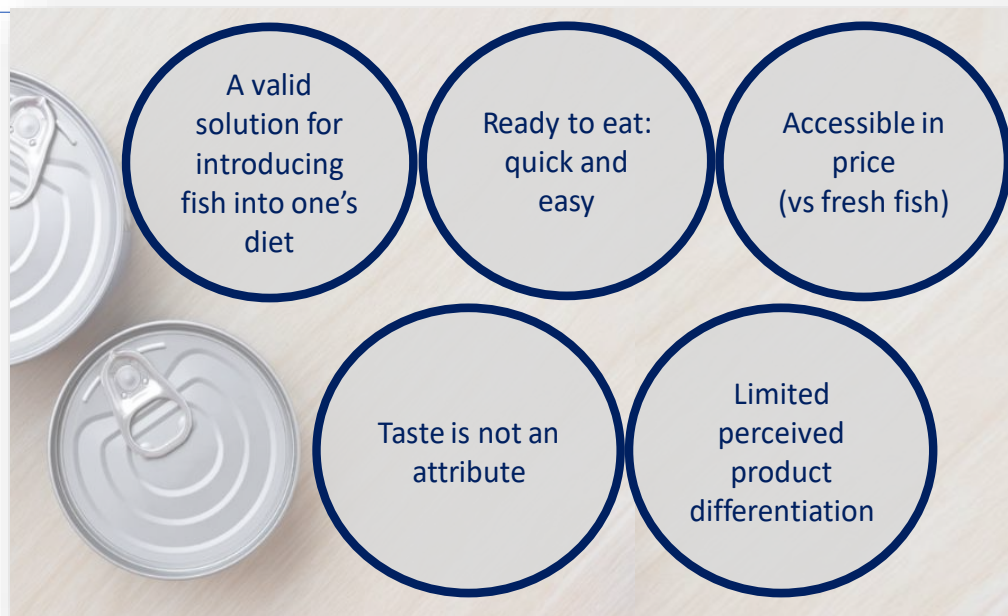 A valid
solution for
introducing
fish into one’s
diet
Ready to eat:
quick and
easy
Accessible in
price
(vs fresh fish)
Taste is not an
attribute
Limited
perceived
product
differentiation